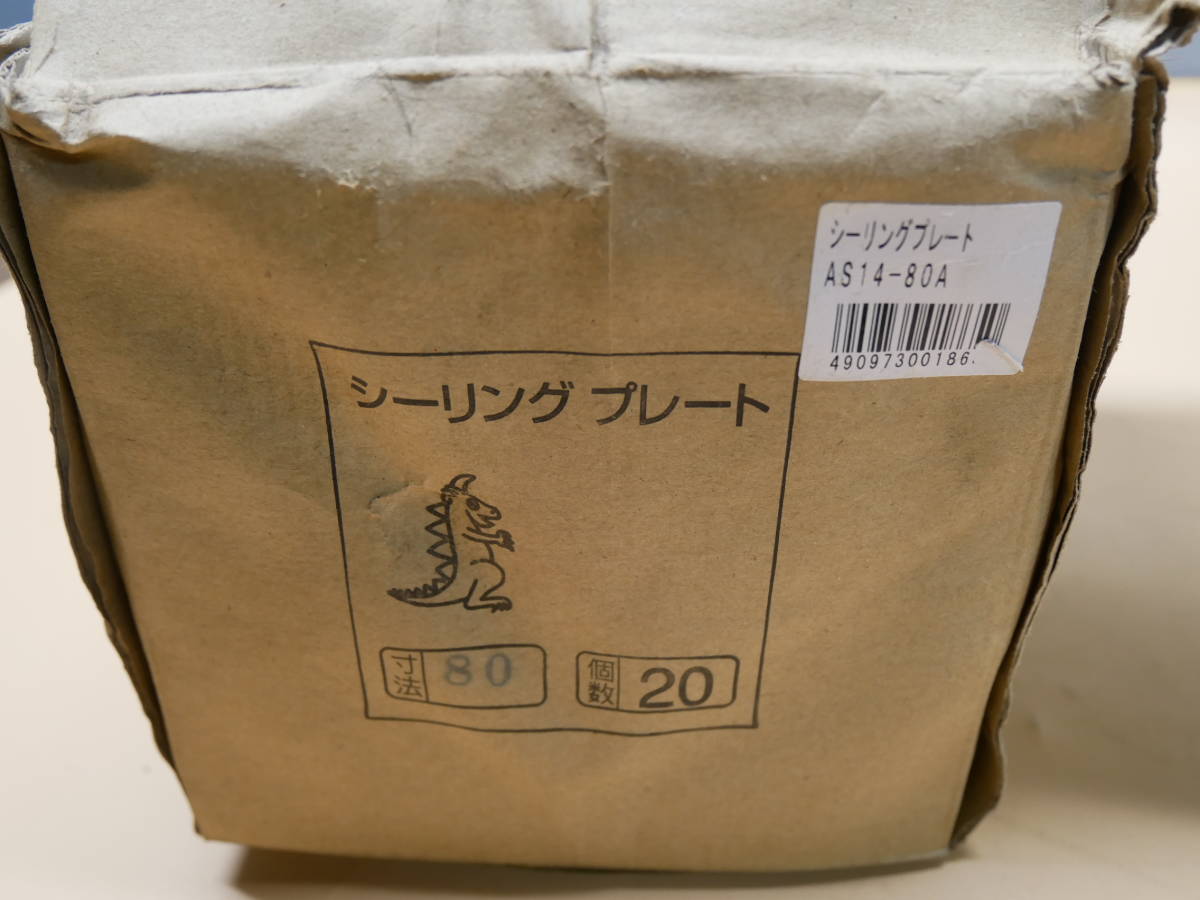 シーリングプレート
AS14-80A
49097300186
シーリング プレート
寸法 80
個数 20